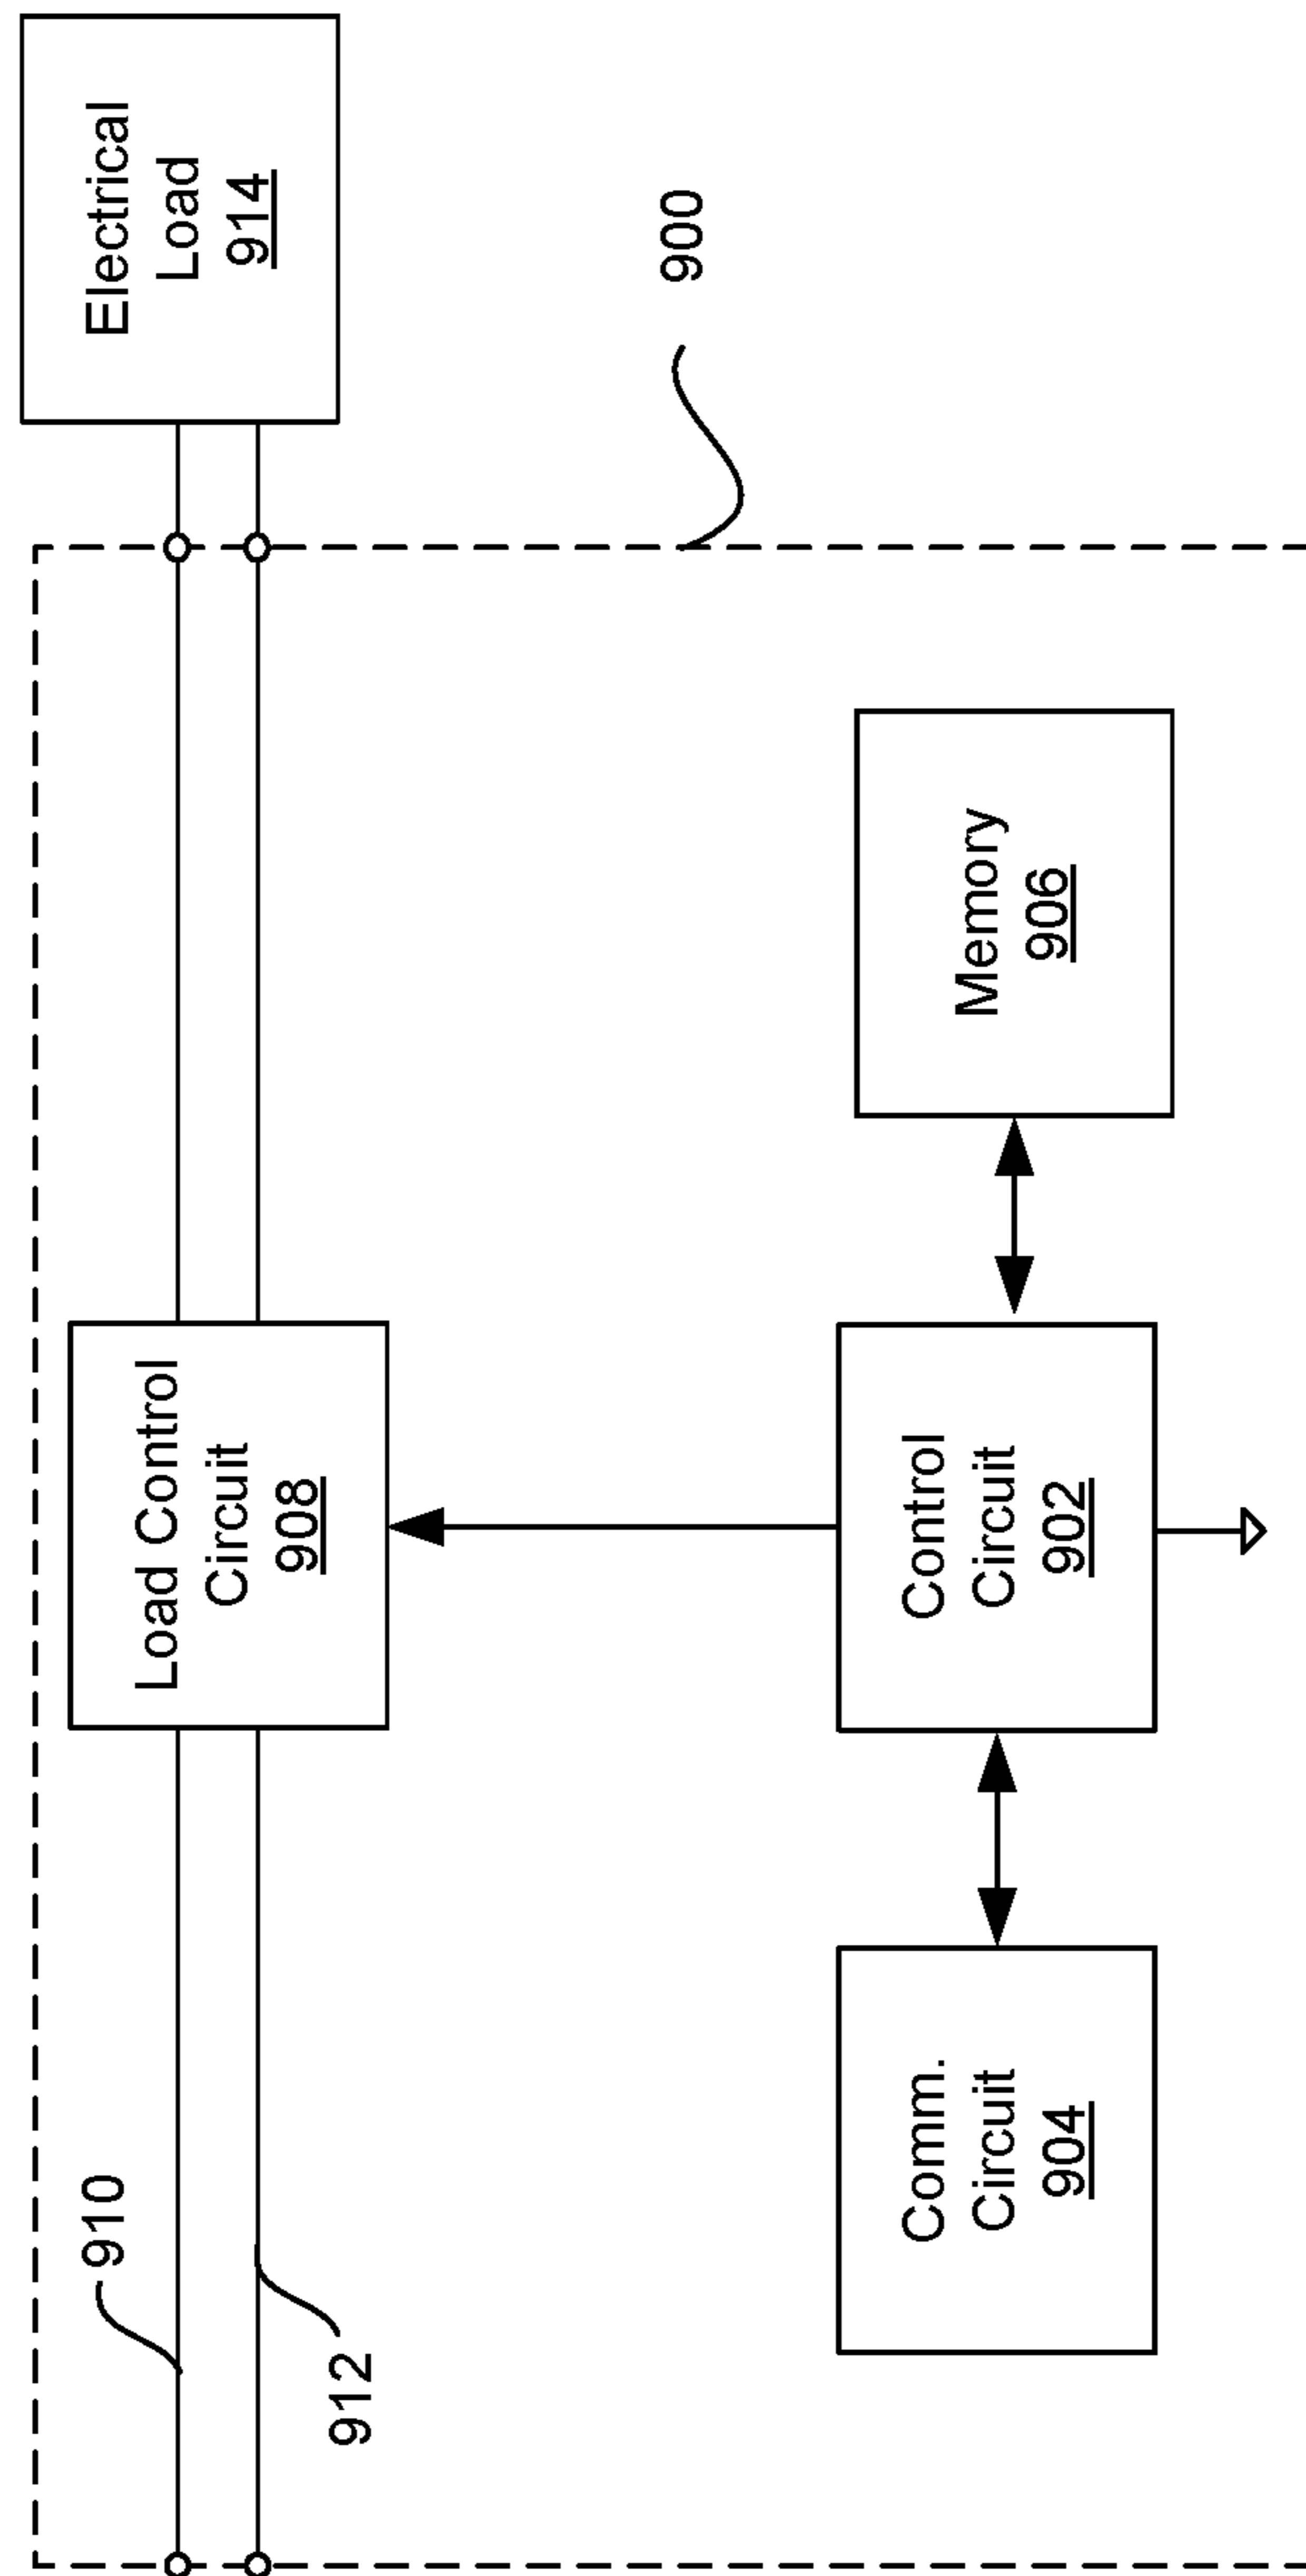 910
912
Load Control
Circuit
908
Electrical
Load
914
900
Comm.
Circuit
904
Control
Circuit
902
Memory
906